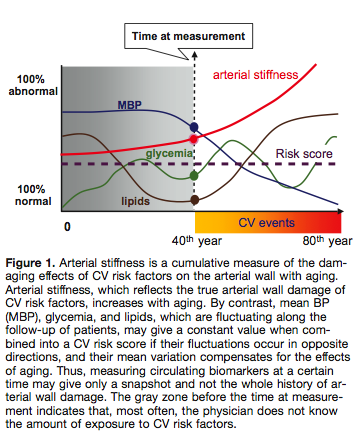 Time at measurement
100%
abnormal
arterial stiffness
MBP
glycemia
Risk score
100%
normal
lipids
CV events
0
40th year
80th year
Figure 1. Arterial stiffness is a cumulative measure of the dam-
aging effects of CV risk factors on the arterial wall with aging.
Arterial stiffness, which reflects the true arterial wall damage of
CV risk factors, increases with aging. By contrast, mean BP
(MBP), glycemia, and lipids, which are fluctuating along the
follow-up of patients, may give a constant value when com-
bined into a CV risk score if their fluctuations occur in opposite
directions, and their mean variation compensates for the effects
of aging. Thus, measuring circulating biomarkers at a certain
time may give only a snapshot and not the whole history of ar-
terial wall damage. The gray zone before the time at measure-
ment indicates that, most often, the physician does not know
the amount of exposure to CV risk factors.